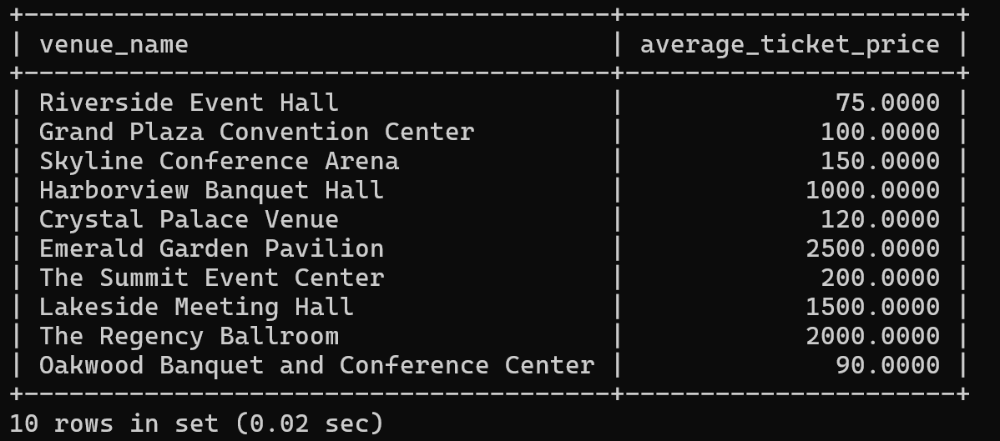 +---------------------------------------+----------------------+
| venue_name                            | average_ticket_price |
+---------------------------------------+----------------------+
| Riverside Event Hall                  |              75.0000 |
| Grand Plaza Convention Center         |             100.0000 |
| Skyline Conference Arena              |             150.0000 |
| Harborview Banquet Hall               |            1000.0000 |
| Crystal Palace Venue                  |             120.0000 |
| Emerald Garden Pavilion               |            2500.0000 |
| The Summit Event Center               |             200.0000 |
| Lakeside Meeting Hall                 |            1500.0000 |
| The Regency Ballroom                  |            2000.0000 |
| Oakwood Banquet and Conference Center |              90.0000 |
+---------------------------------------+----------------------+
10 rows in set (0.02 sec)